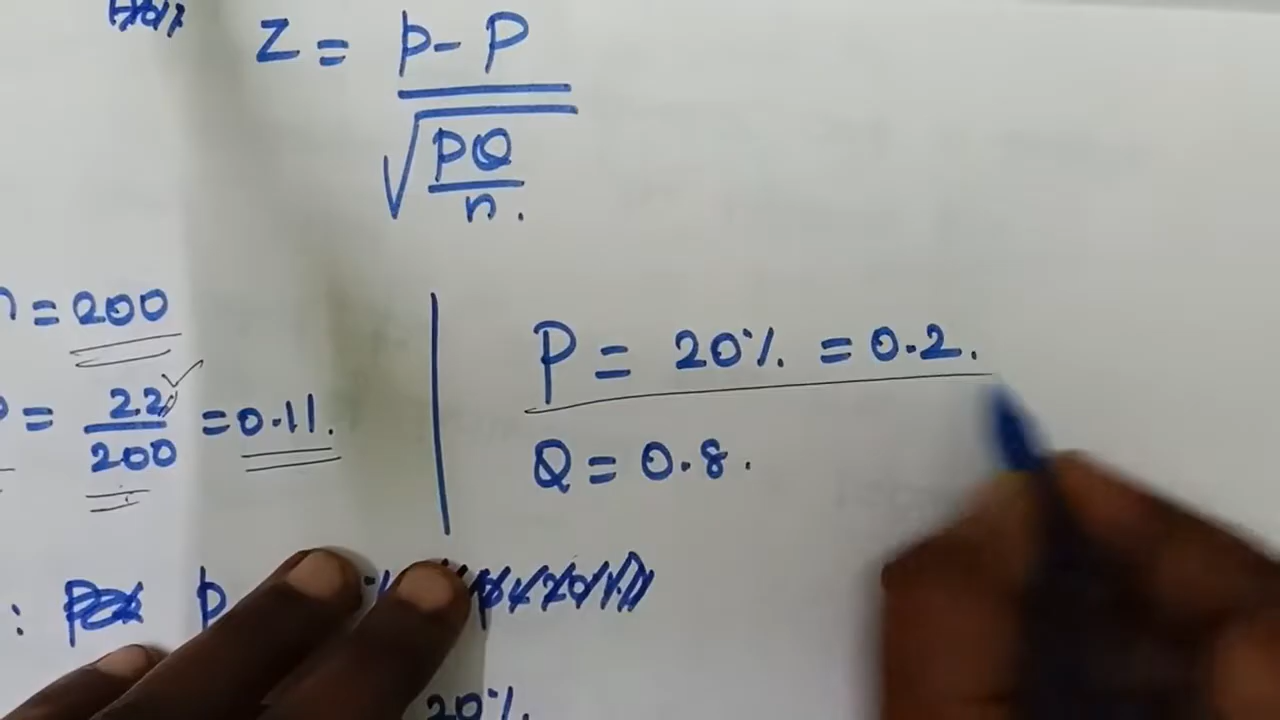 Z = p - P
√ PQ
n.
n = 200
P = 20% = 0.2.
= 22 = 0.11.
200
Q = 0.8.
: P
20%.